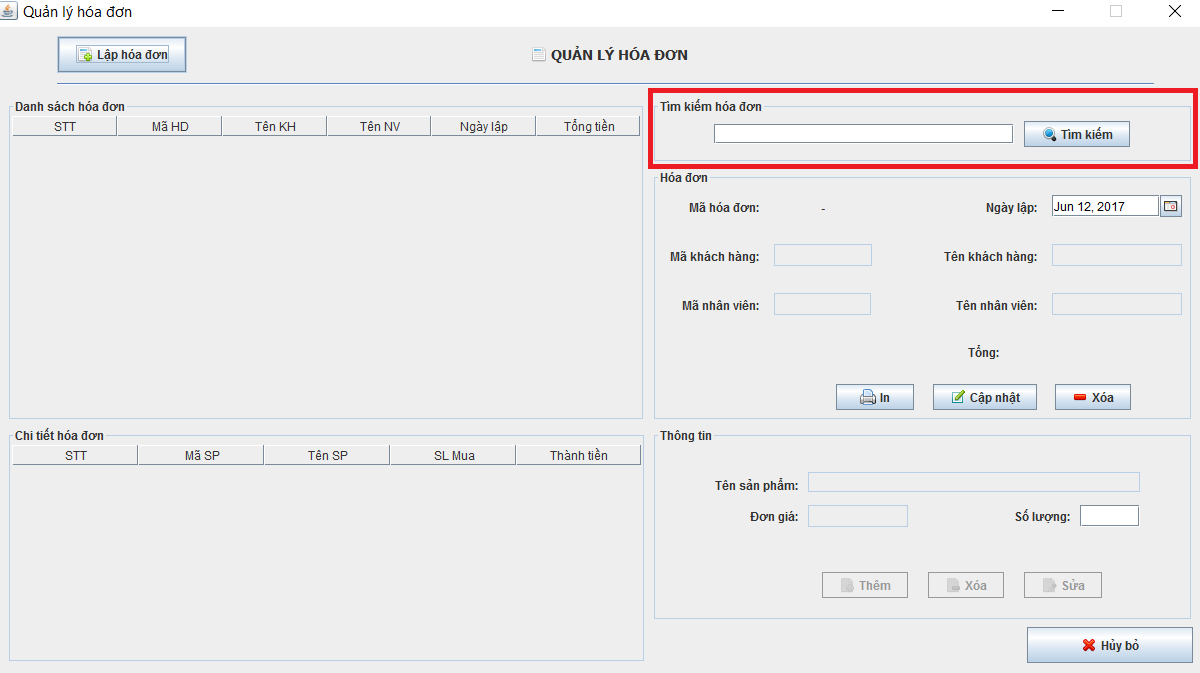 Quản lý hóa đơn
Lập hóa đơn
QUẢN LÝ HÓA ĐƠN
Danh sách hóa đơn
STT Mã HD Tên KH Tên NV Ngày lập Tổng tiền
Tìm kiếm hóa đơn
Tìm kiếm
Hóa đơn
Mã hóa đơn: - Ngày lập: Jun 12, 2017
Mã khách hàng: Tên khách hàng:
Mã nhân viên: Tên nhân viên:
Tổng:
In Cập nhật Xóa
Chi tiết hóa đơn
STT Mã SP Tên SP SL Mua Thành tiền
Thông tin
Tên sản phẩm:
Đơn giá: Số lượng:
Thêm Xóa Sửa
Hủy bỏ